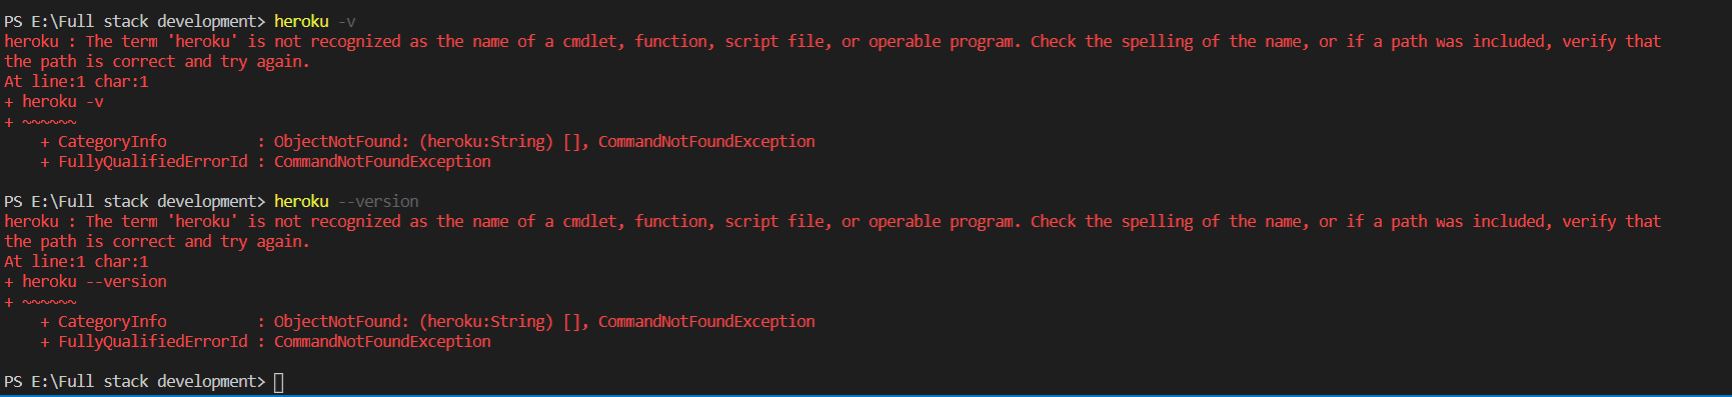 PS E:\Full stack development> heroku -v
heroku : The term 'heroku' is not recognized as the name of a cmdlet, function, script file, or operable program. Check the spelling of the name, or if a path was included, verify that
the path is correct and try again.
At line:1 char:1
+ heroku -v
+ ~~~~~~
    + CategoryInfo          : ObjectNotFound: (heroku:String) [], CommandNotFoundException
    + FullyQualifiedErrorId : CommandNotFoundException
PS E:\Full stack development> heroku --version
heroku : The term 'heroku' is not recognized as the name of a cmdlet, function, script file, or operable program. Check the spelling of the name, or if a path was included, verify that
the path is correct and try again.
At line:1 char:1
+ heroku --version
+ ~~~~~~
    + CategoryInfo          : ObjectNotFound: (heroku:String) [], CommandNotFoundException
    + FullyQualifiedErrorId : CommandNotFoundException
PS E:\Full stack development>